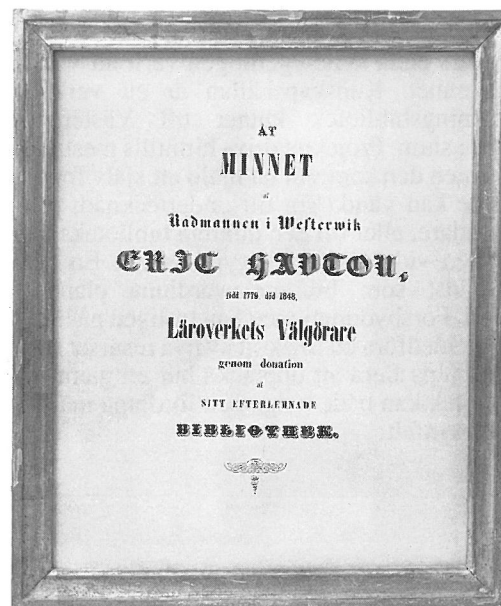 ÅT
MINNET
af
Rådmannen i Westerwik
ERIC HAVTON,
född 1779, död 1848,
Läroverkets Välgörare
genom donation
af
SITT EFTERLEMNADE
BIBLIOTHEK.